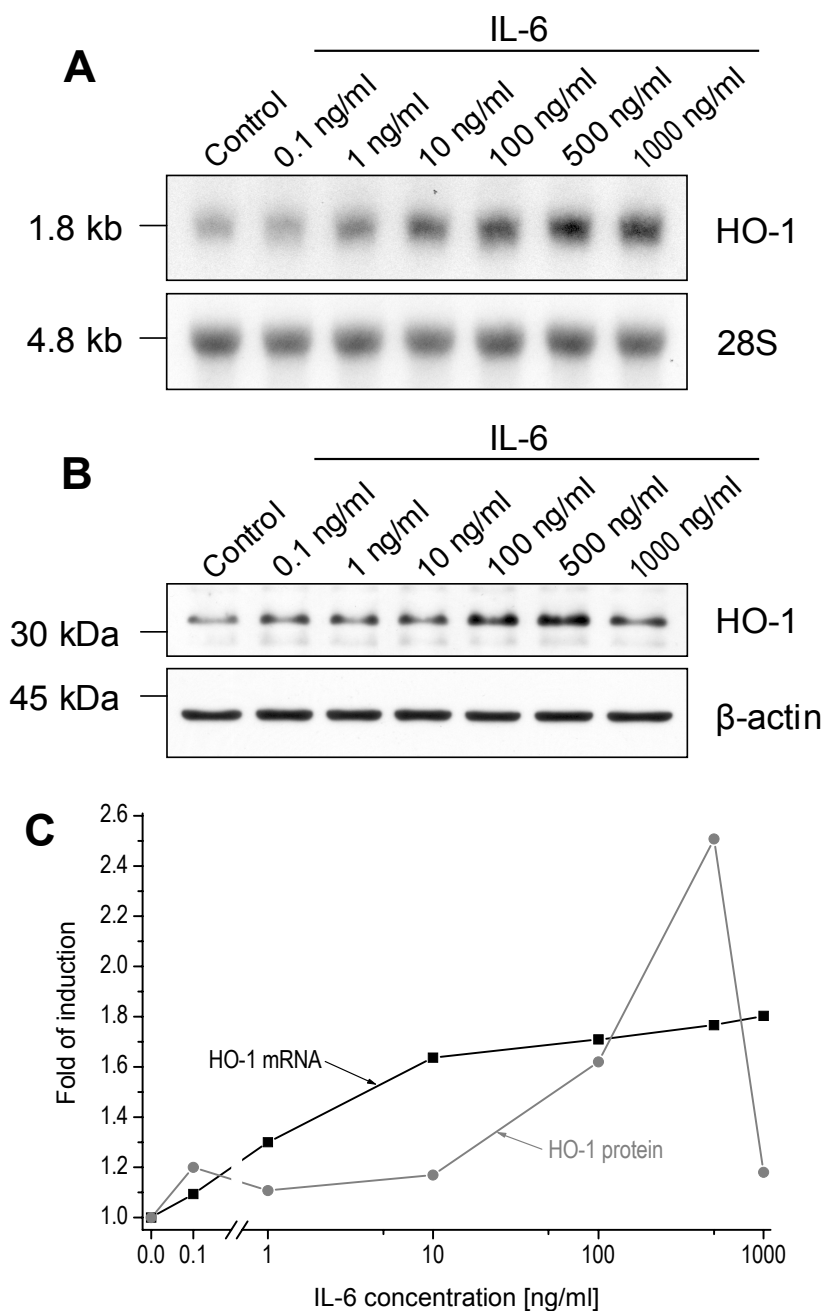 A
IL-6
Control
0.1 ng/ml
1 ng/ml
10 ng/ml
100 ng/ml
500 ng/ml
1000 ng/ml
1.8 kb
HO-1
4.8 kb
28S
B
IL-6
Control
0.1 ng/ml
1 ng/ml
10 ng/ml
100 ng/ml
500 ng/ml
1000 ng/ml
30 kDa
HO-1
45 kDa
β-actin
C
Fold of induction
2.6
2.4
2.2
2.0
1.8
1.6
1.4
1.2
1.0
HO-1 mRNA
HO-1 protein
0.0 0.1 1 10 100 1000
IL-6 concentration [ng/ml]